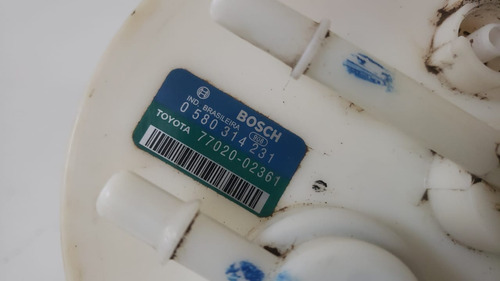 BOSCH
IND. BRASILEIRA
0 580 314 231
TOYOTA 77020-02361